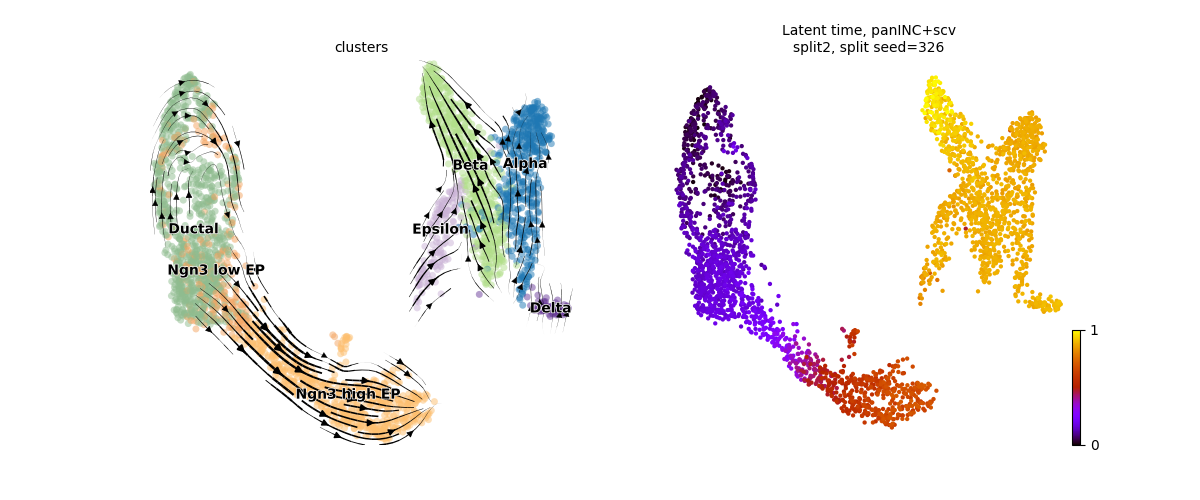 clusters
Beta
Alpha
Ductal
Epsilon
Ngn3 low EP
Delta
Ngn3 high EP
Latent time, panINC+scv
split2, split seed=326
1
0